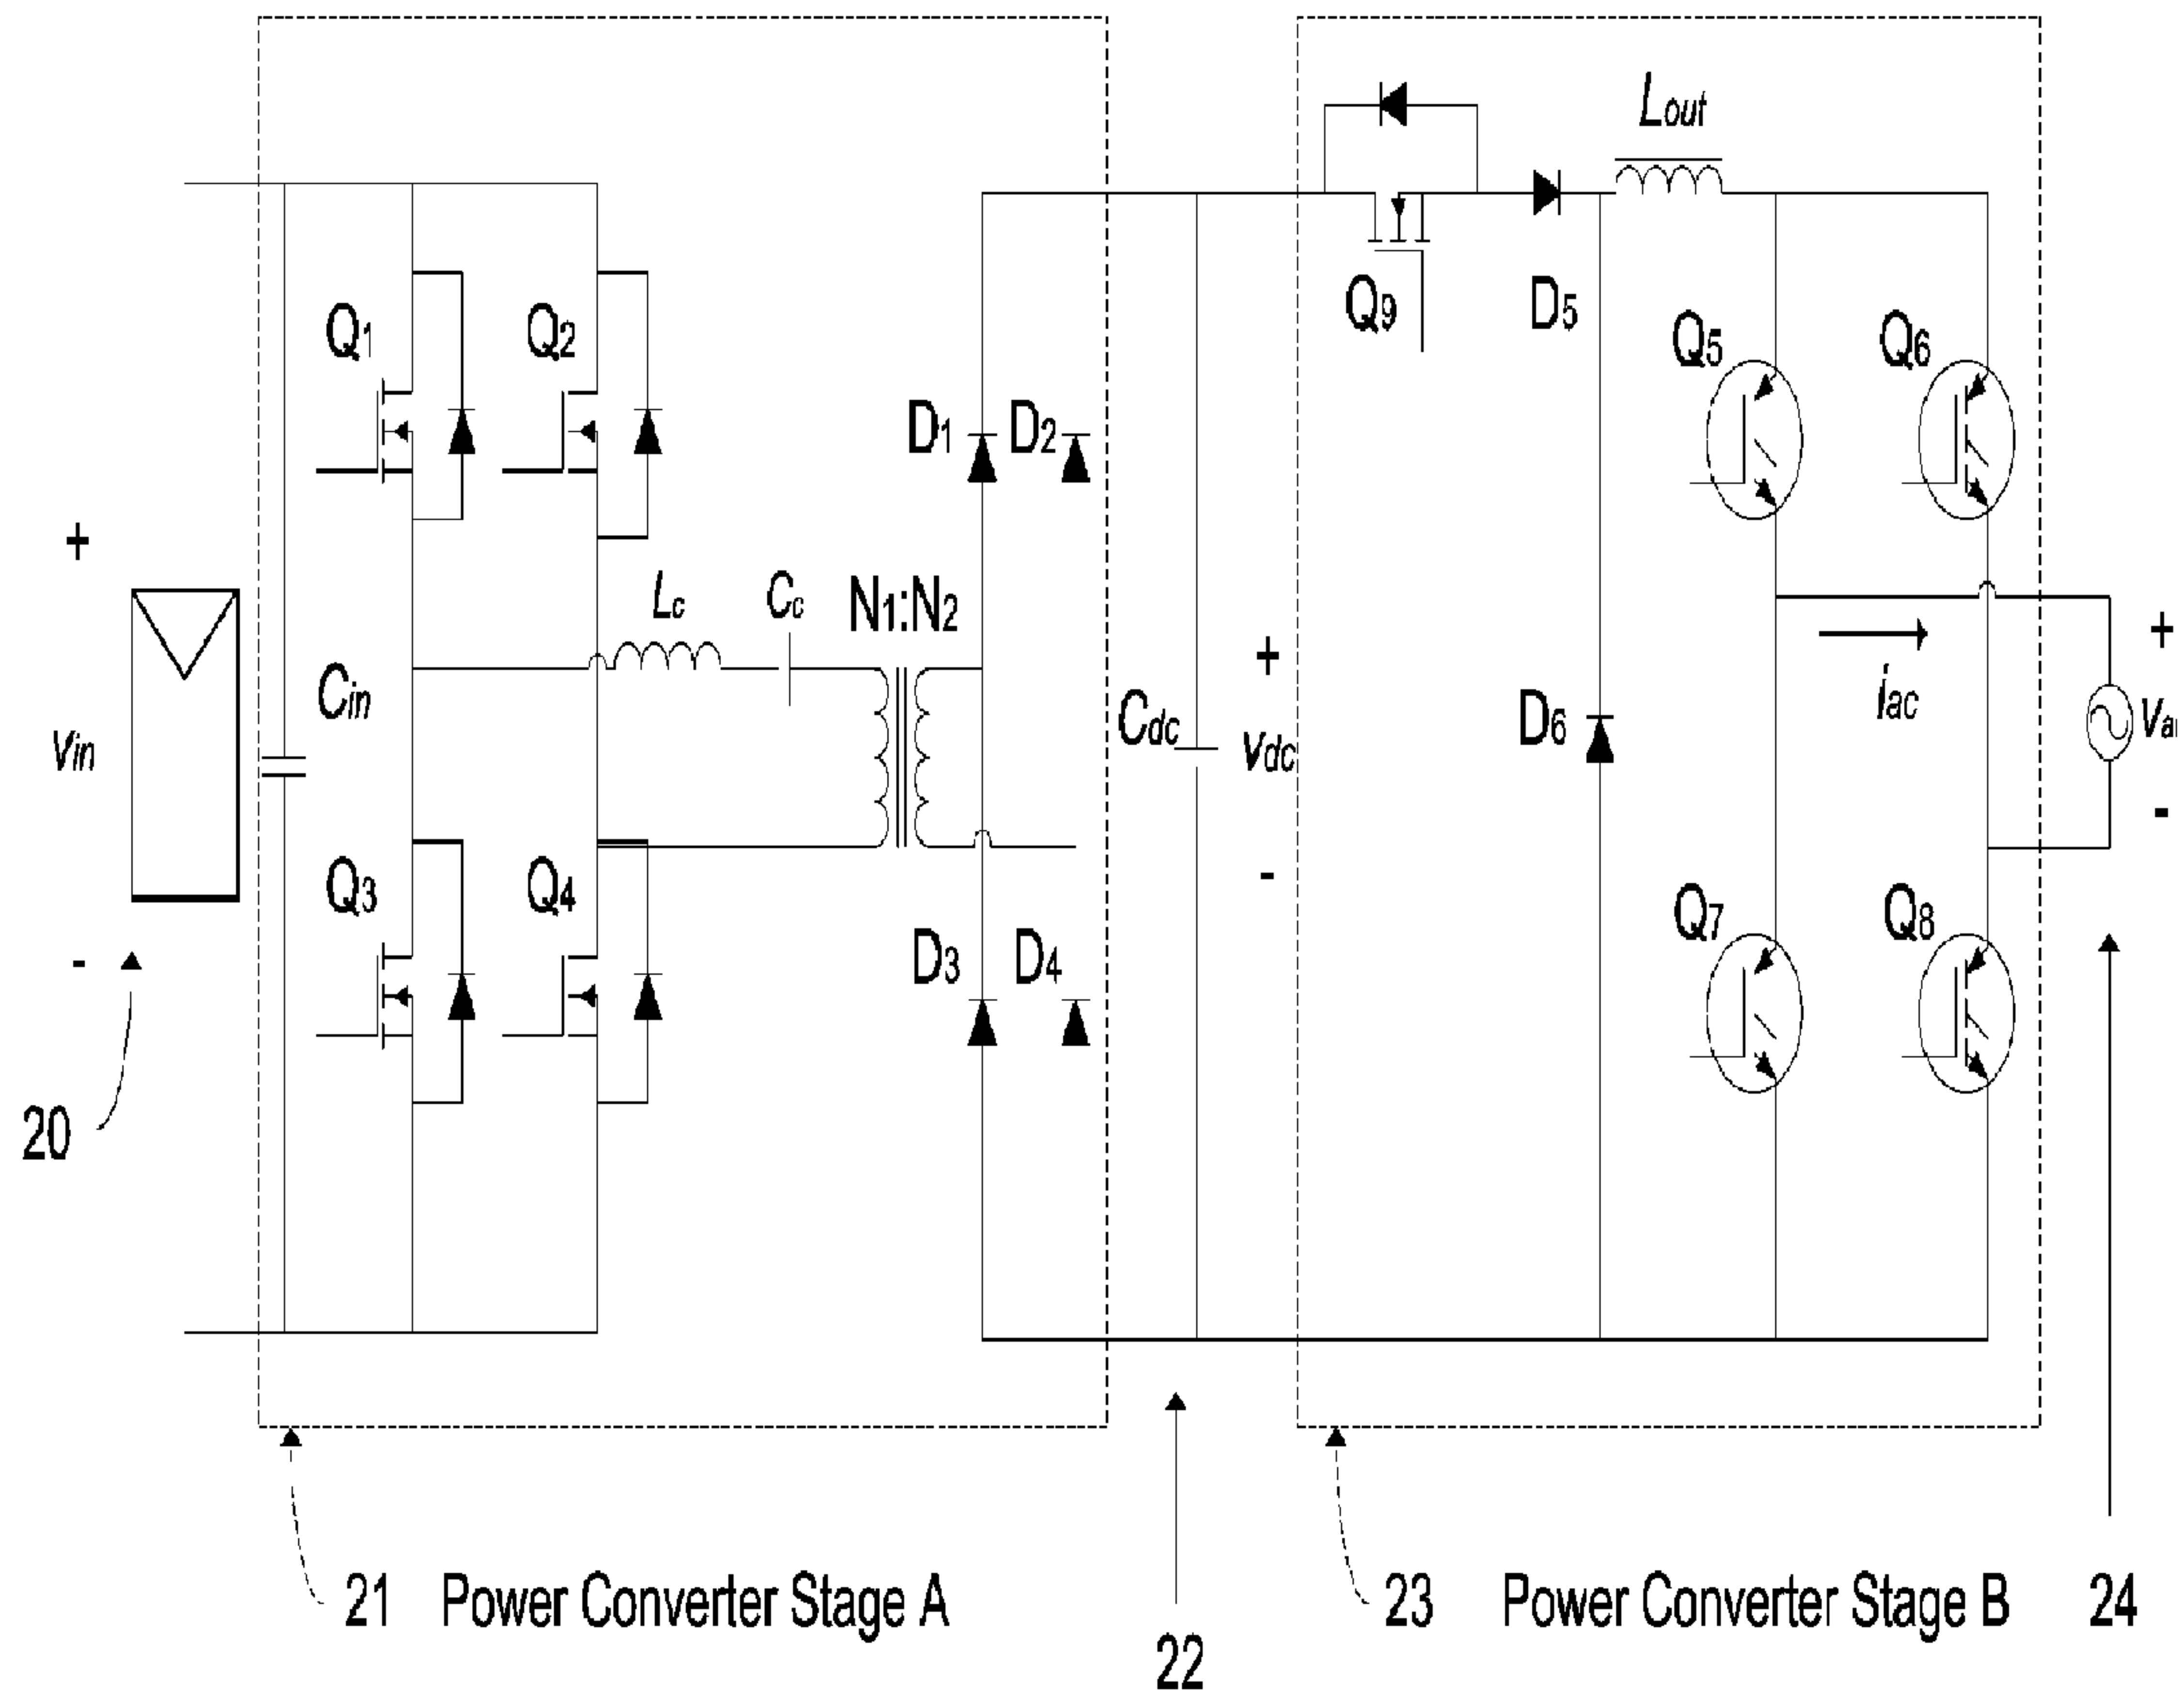 Lout
Q1
Q2
Q9
D5
Q5
Q6
D1
D2
+
Lc
Cc
N1:N2
+
+
Cin
iac
Vin
Cdc
Vdc
D6
-
-
Q3
Q4
Q7
Q8
D3
D4
-
20
21 Power Converter Stage A
23 Power Converter Stage B
24
22